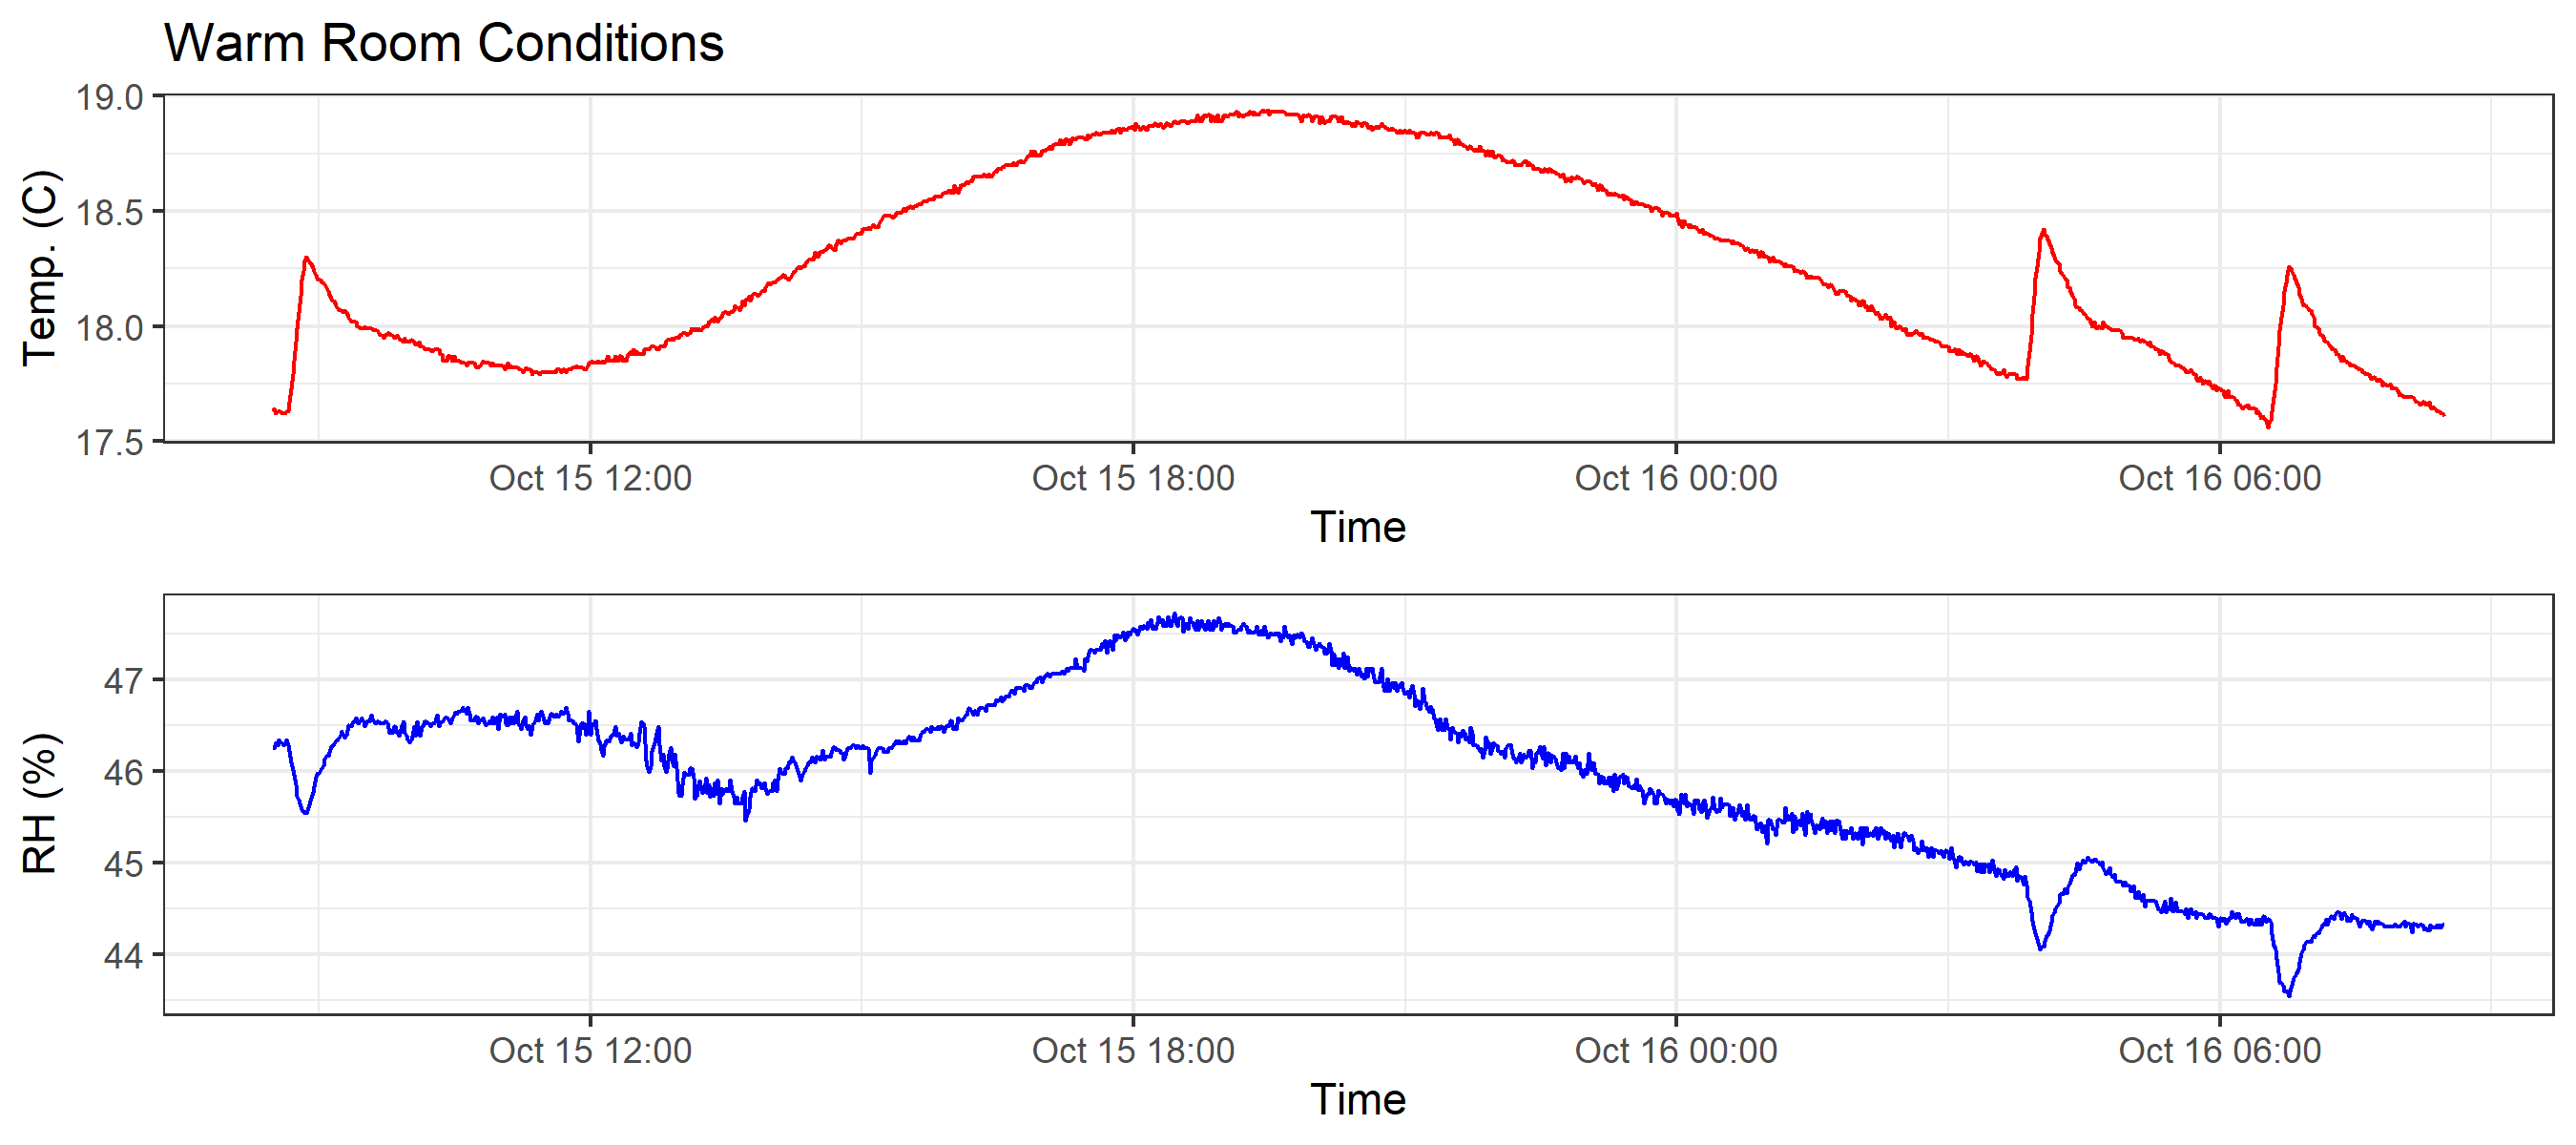 Warm Room Conditions
19.0
18.5
18.0
17.5
Temp. (C)
Oct 15 12:00 Oct 15 18:00 Oct 16 00:00 Oct 16 06:00
Time
47
46
45
44
RH (%)
Oct 15 12:00 Oct 15 18:00 Oct 16 00:00 Oct 16 06:00
Time